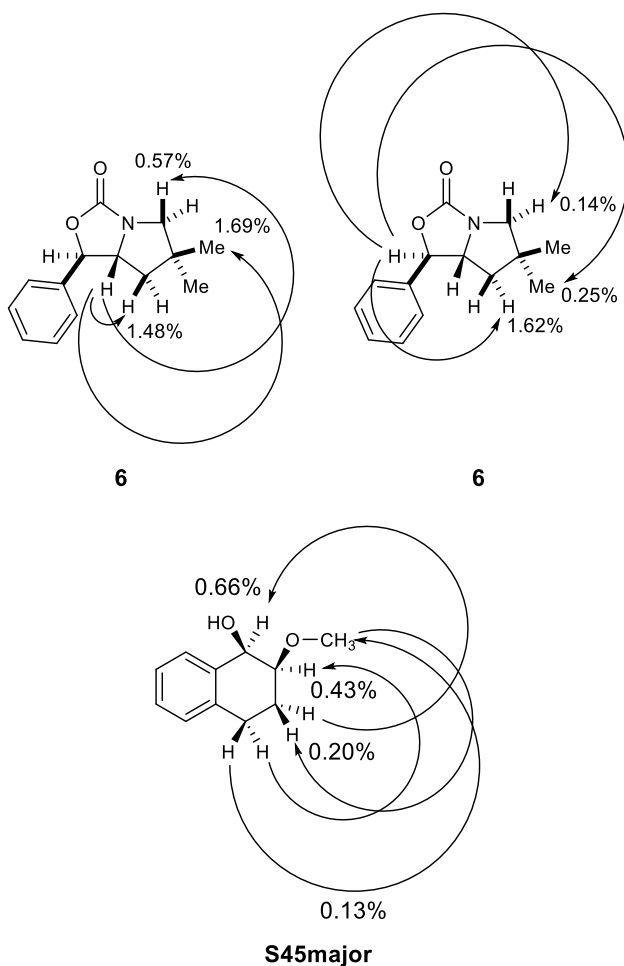 O
0.57%
H
H
O
N
1.69%
H
Me
Me
H
H
H
1.48%
6
O
H
H
0.14%
O
N
H
Me
Me
0.25%
H
H
H
1.62%
6
0.66%
HO
H
O
CH3
H
0.43%
H
H
H
H
0.20%
0.13%
S45major